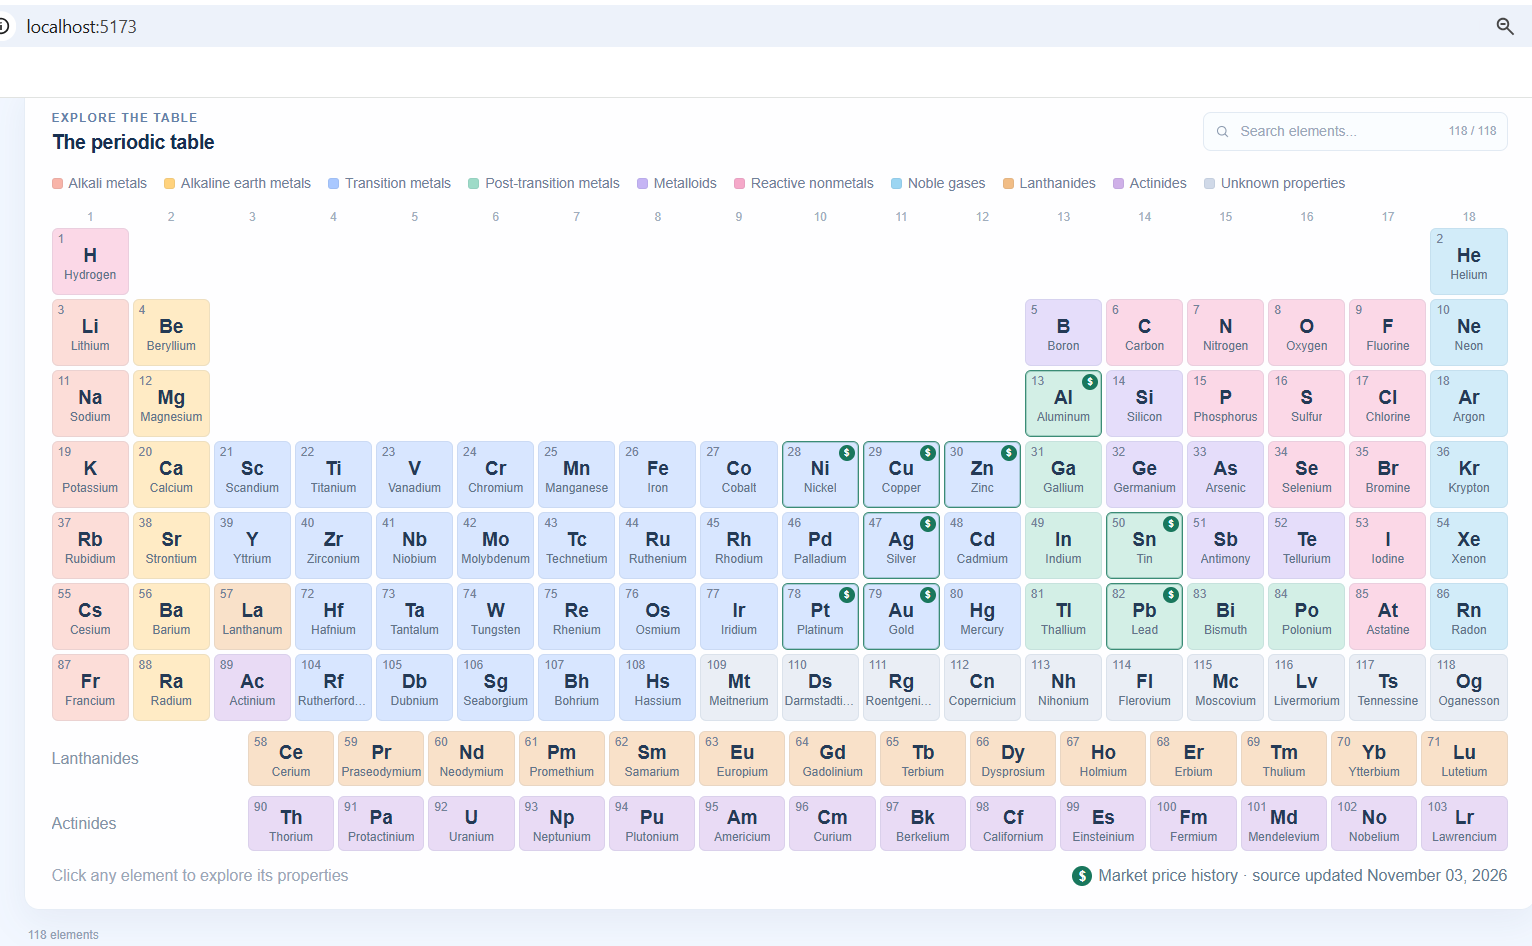 localhost:5173
EXPLORE THE TABLE
The periodic table
Search elements... 118 / 118
Alkali metals Alkaline earth metals Transition metals Post-transition metals Metalloids Reactive nonmetals Noble gases Lanthanides Actinides Unknown properties
1 2 3 4 5 6 7 8 9 10 11 12 13 14 15 16 17 18
1 2
H He
Hydrogen Helium
3 4 5 6 7 8 9 10
Li Be B C N O F Ne
Lithium Beryllium Boron Carbon Nitrogen Oxygen Fluorine Neon
11 12 13 $ 14 15 16 17 18
Na Mg Al Si P S Cl Ar
Sodium Magnesium Aluminum Silicon Phosphorus Sulfur Chlorine Argon
19 20 21 22 23 24 25 26 27 28 $ 29 $ 30 $ 31 32 33 34 35 36
K Ca Sc Ti V Cr Mn Fe Co Ni Cu Zn Ga Ge As Se Br Kr
Potassium Calcium Scandium Titanium Vanadium Chromium Manganese Iron Cobalt Nickel Copper Zinc Gallium Germanium Arsenic Selenium Bromine Krypton
37 38 39 40 41 42 43 44 45 46 47 $ 48 49 50 $ 51 52 53 54
Rb Sr Y Zr Nb Mo Tc Ru Rh Pd Ag Cd In Sn Sb Te I Xe
Rubidium Strontium Yttrium Zirconium Niobium Molybdenum Technetium Ruthenium Rhodium Palladium Silver Cadmium Indium Tin Antimony Tellurium Iodine Xenon
55 56 57 72 73 74 75 76 77 78 $ 79 $ 80 81 82 $ 83 84 85 86
Cs Ba La Hf Ta W Re Os Ir Pt Au Hg Tl Pb Bi Po At Rn
Cesium Barium Lanthanum Hafnium Tantalum Tungsten Rhenium Osmium Iridium Platinum Gold Mercury Thallium Lead Bismuth Polonium Astatine Radon
87 88 89 104 105 106 107 108 109 110 111 112 113 114 115 116 117 118
Fr Ra Ac Rf Db Sg Bh Hs Mt Ds Rg Cn Nh Fl Mc Lv Ts Og
Francium Radium Actinium Rutherford... Dubnium Seaborgium Bohrium Hassium Meitnerium Darmstadti... Roentgeni... Copernicium Nihonium Flerovium Moscovium Livermorium Tennessine Oganesson
Lanthanides
58 59 60 61 62 63 64 65 66 67 68 69 70 71
Ce Pr Nd Pm Sm Eu Gd Tb Dy Ho Er Tm Yb Lu
Cerium Praseodymium Neodymium Promethium Samarium Europium Gadolinium Terbium Dysprosium Holmium Erbium Thulium Ytterbium Lutetium
Actinides
90 91 92 93 94 95 96 97 98 99 100 101 102 103
Th Pa U Np Pu Am Cm Bk Cf Es Fm Md No Lr
Thorium Protactinium Uranium Neptunium Plutonium Americium Curium Berkelium Californium Einsteinium Fermium Mendelevium Nobelium Lawrencium
Click any element to explore its properties $ Market price history · source updated November 03, 2026
118 elements